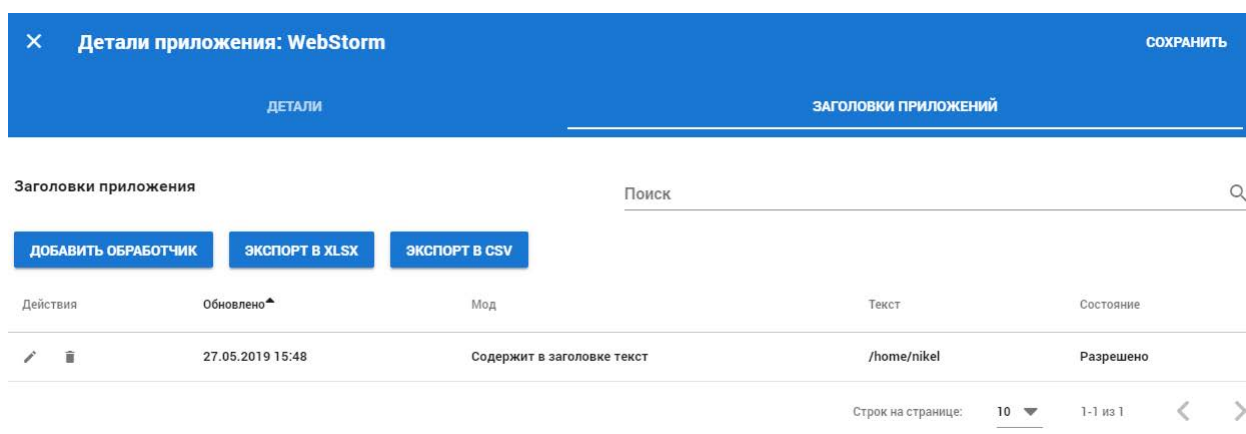 Детали приложения: WebStorm СОХРАНИТЬ
ДЕТАЛИ ЗАГОЛОВКИ ПРИЛОЖЕНИЙ
Заголовки приложения Поиск
ДОБАВИТЬ ОБРАБОТЧИК ЭКСПОРТ В XLSX ЭКСПОРТ В CSV
Действия Обновлено Мод Текст Состояние
27.05.2019 15:48 Содержит в заголовке текст /home/nikel Разрешено
Строк на странице: 10 1-1 из 1